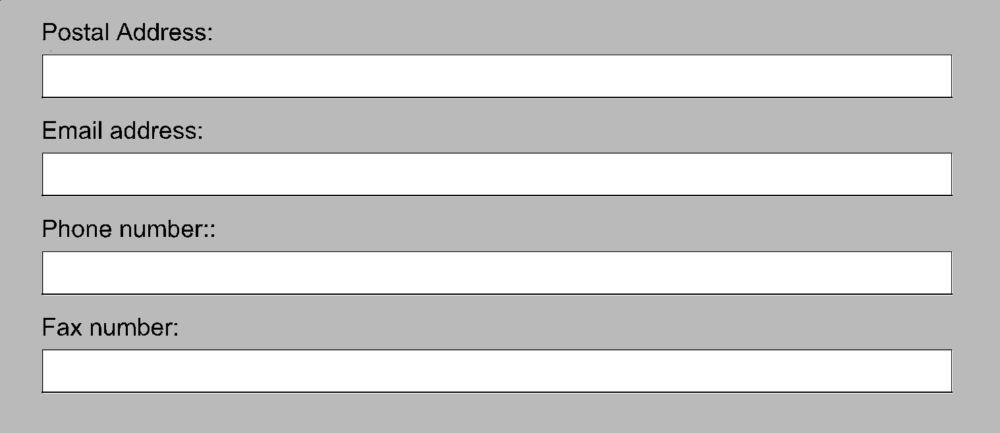 Postal Address:
Email address:
Phone number::
Fax number: